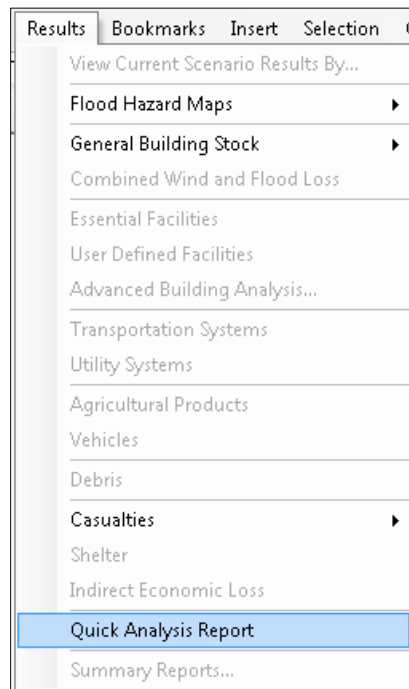 Results Bookmarks Insert Selection
View Current Scenario Results By...
Flood Hazard Maps
General Building Stock
Combined Wind and Flood Loss
Essential Facilities
User Defined Facilities
Advanced Building Analysis...
Transportation Systems
Utility Systems
Agricultural Products
Vehicles
Debris
Casualties
Shelter
Indirect Economic Loss
Quick Analysis Report
Summary Reports...